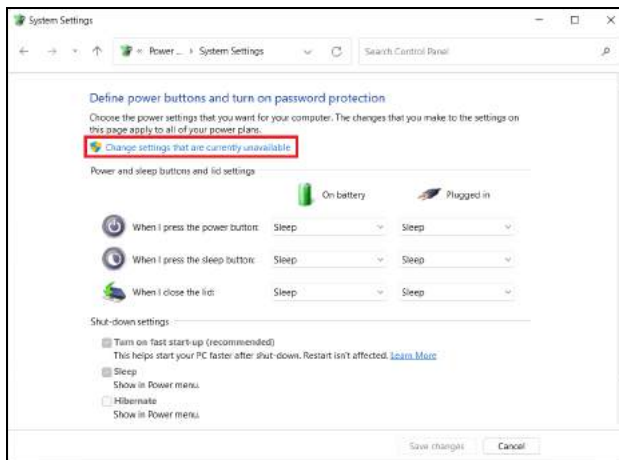 System Settings
« Power ... › System Settings
Search Control Panel
Define power buttons and turn on password protection
Choose the power settings that you want for your computer. The changes that you make to the settings on
this page apply to all of your power plans.
Change settings that are currently unavailable
Power and sleep buttons and lid settings
On battery Plugged in
When I press the power button: Sleep Sleep
When I press the sleep button: Sleep Sleep
When I close the lid: Sleep Sleep
Shut-down settings
Turn on fast start-up (recommended)
This helps start your PC faster after shut-down. Restart isn't affected. Learn More
Sleep
Show in Power menu.
Hibernate
Show in Power menu.
Save changes Cancel